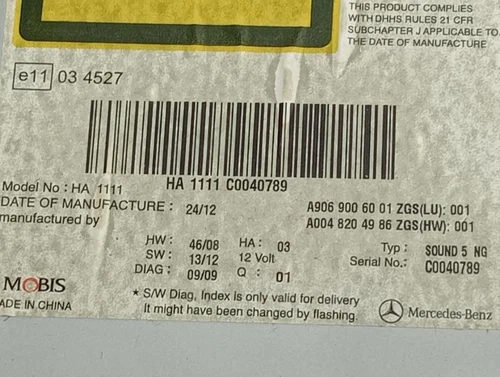 THIS PRODUCT COMPLIES
WITH DHHS RULES 21 CFR
SUBCHAPTER J APPLICABLE TO
THE DATE OF MANUFACTURE
e11 03 4527
HA 1111 C0040789
Model No : HA 1111
DATE OF MANUFACTURE : 24/12
manufactured by
A906 900 6 01 ZGS(LU): 001
A004 820 4 86 ZGS(HW): 001
HW: 46/08 HA: 03
SW: 13/12 12 Volt
DIAG: 09/09 Q : 01
Typ : SOUND 5 NG
Serial No.: C0040789
MOBIS
ADE IN CHINA
* S/W Diag, Index is only valid for delivery
It might have been changed by flashing.
Mercedes-Benz